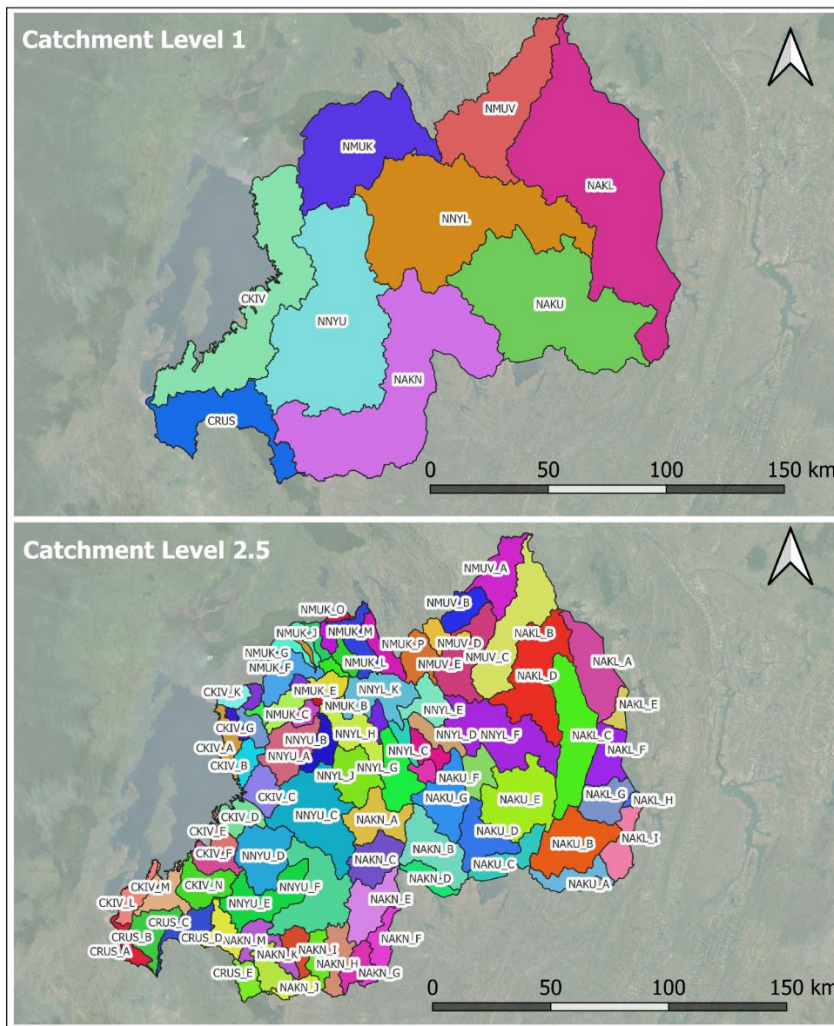 Catchment Level 1
NMUV
NMUK
NAKL
NNYL
CKIV
NAKU
NNYU
NAKN
CRUS
0 50 100 150 km
Catchment Level 2.5
NMUV_A
NMUK_O
NMUV_B
NMUK_J
NMUK_M
NMUK_P
NMUV_D
NAKL_B
NMUK_G
NMUV_C
NMUK_F
NMUK_L
NMUV_E
NAKL_A
NAKL_D
CKIV_K
NMUK_E
NNYL_K
NMUK_C
NMUK_B
NNYL_E
NAKL_E
CKIV_G
NNYU_B
NNYL_H
NNYL_D
NNYL_F
NAKL_C
CKIV_A
NNYU_A
NNYL_C
NAKL_F
CKIV_B
NNYL_G
NNYL_J
NAKU_F
NAKL_G
CKIV_C
NAKU_G
NAKU_E
NAKL_H
CKIV_D
NNYU_C
NAKN_A
CKIV_E
NAKU_D
NAKL_I
CKIV_F
NNYU_D
NAKN_B
NAKU_B
NAKN_C
NAKU_C
CKIV_M
CKIV_N
NNYU_F
NAKN_D
NAKU_A
CKIV_L
NNYU_E
NAKN_E
CRUS_C
CRUS_B
CRUS_D
NAKN_M
NAKN_I
NAKN_F
CRUS_A
NAKN_K
NAKN_H
CRUS_E
NAKN_G
NAKN_J
0 50 100 150 km